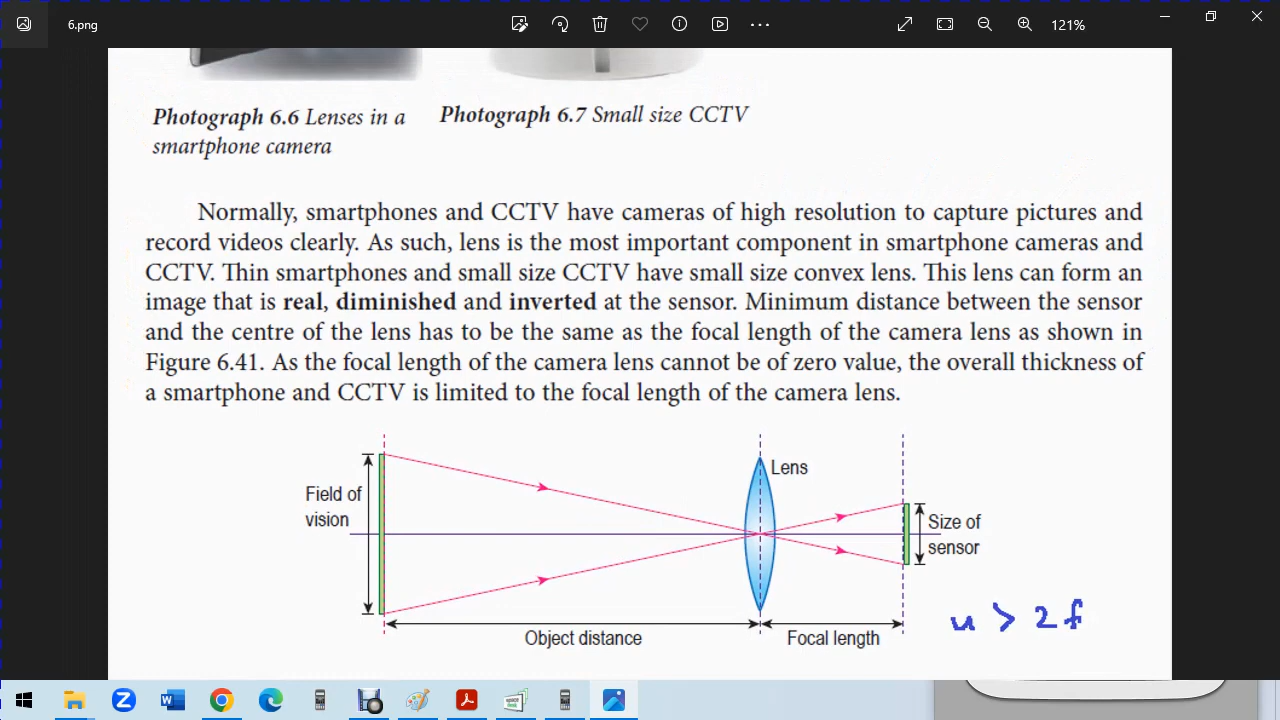 6.png
121%
Photograph 6.6 Lenses in a
smartphone camera
Photograph 6.7 Small size CCTV
Normally, smartphones and CCTV have cameras of high resolution to capture pictures and
record videos clearly. As such, lens is the most important component in smartphone cameras and
CCTV. Thin smartphones and small size CCTV have small size convex lens. This lens can form an
image that is real, diminished and inverted at the sensor. Minimum distance between the sensor
and the centre of the lens has to be the same as the focal length of the camera lens as shown in
Figure 6.41. As the focal length of the camera lens cannot be of zero value, the overall thickness of
a smartphone and CCTV is limited to the focal length of the camera lens.
Lens
Field of
vision
Size of
sensor
Object distance
Focal length
u > 2f